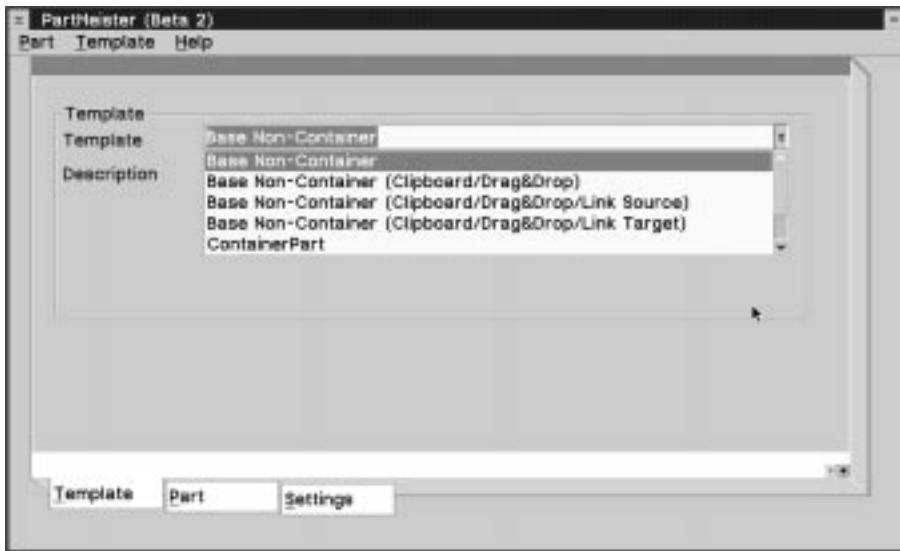 PartMeister (Beta 2)
Part Template Help
Template
Template Base Non-Container
Base Non-Container
Description
Base Non-Container (Clipboard/Drag&Drop)
Base Non-Container (Clipboard/Drag&Drop/Link Source)
Base Non-Container (Clipboard/Drag&Drop/Link Target)
ContainerPart
Template Part Settings